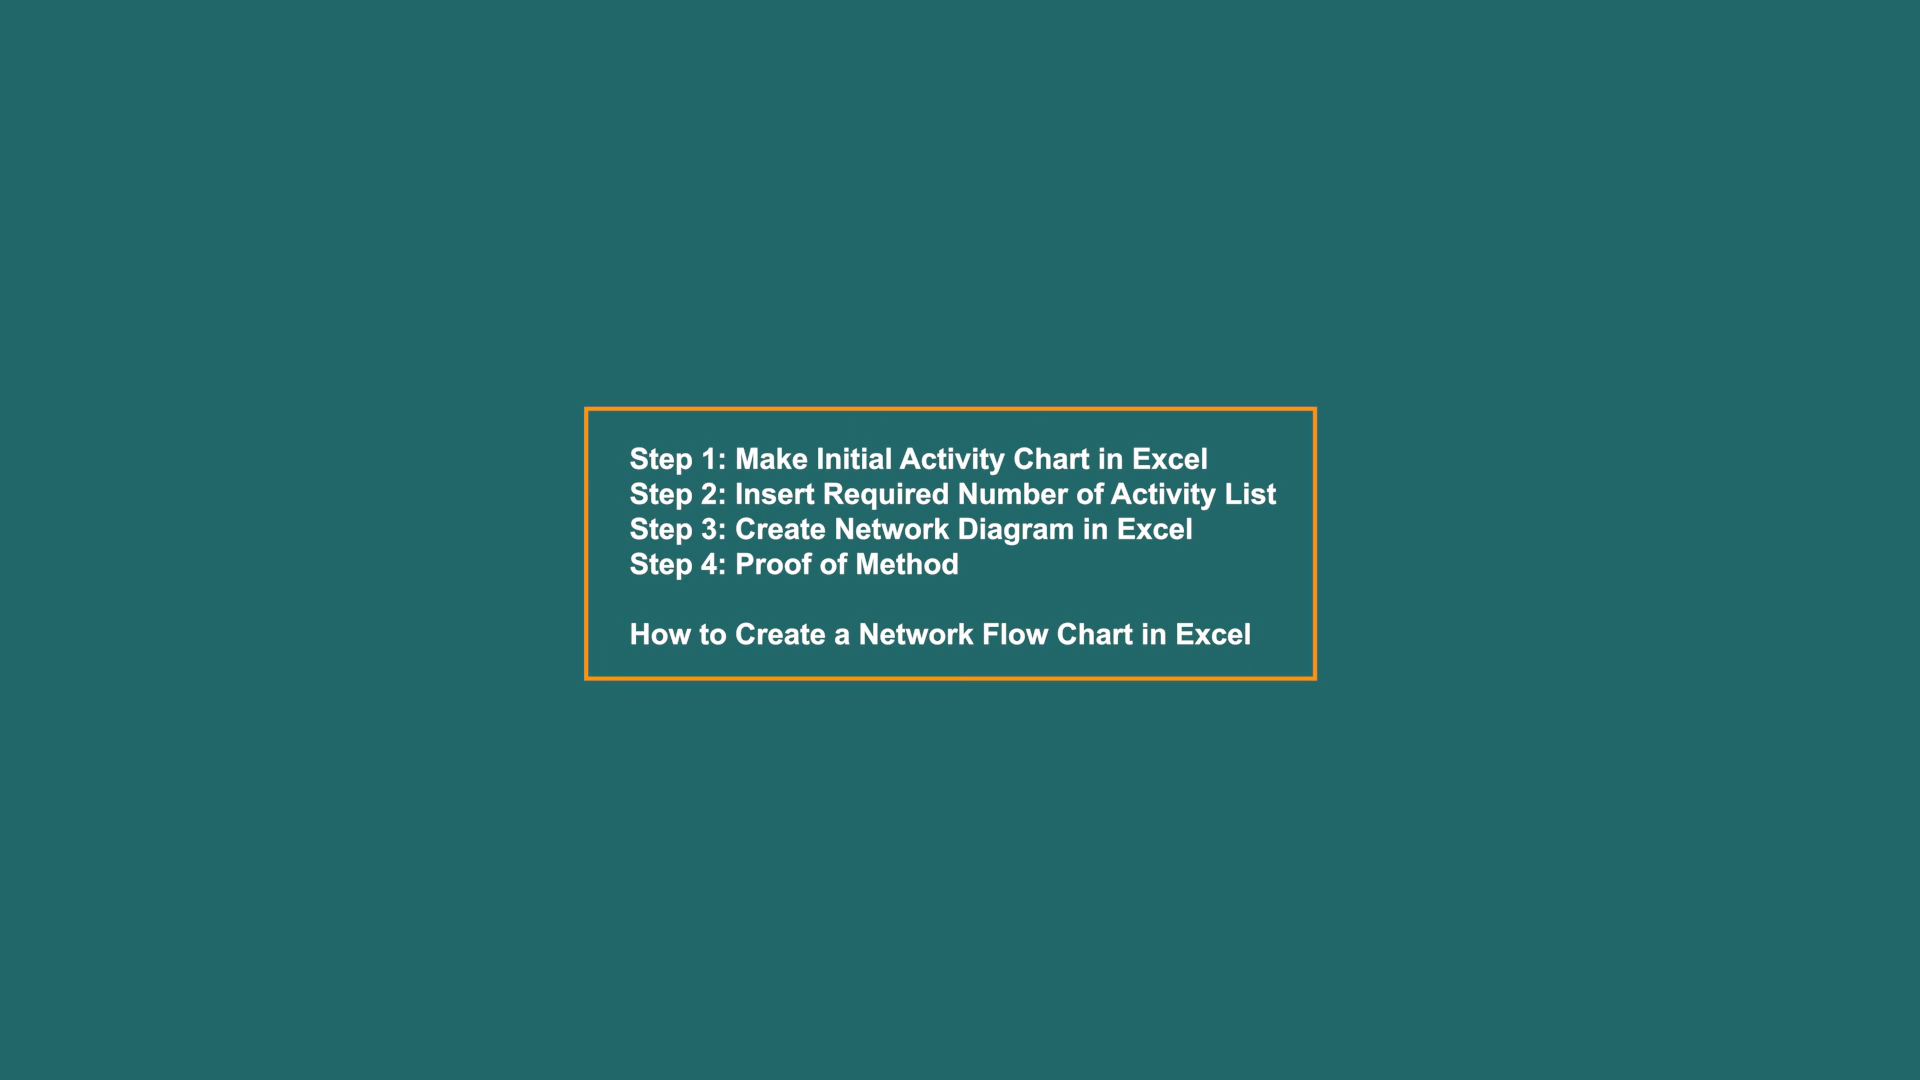 Step 1: Make Initial Activity Chart in Excel
Step 2: Insert Required Number of Activity List
Step 3: Create Network Diagram in Excel
Step 4: Proof of Method
How to Create a Network Flow Chart in Excel